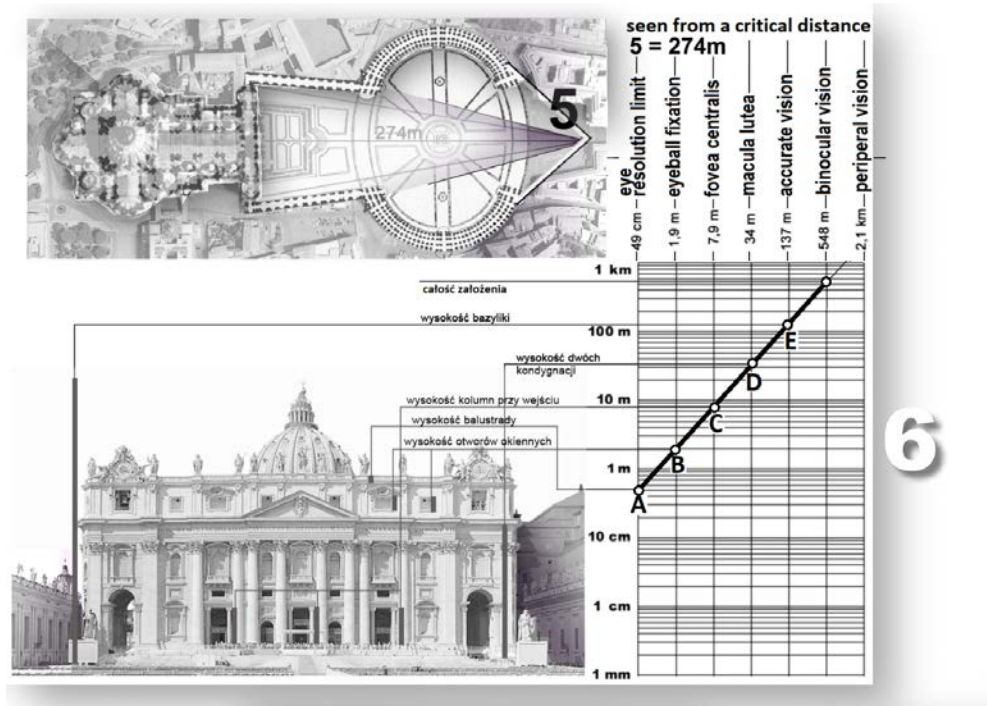 seen from a critical distance
5 = 274m
5
274m
eye
resolution limit
eyeball fixation
fovea centralis
macula lutea
accurate vision
binocular vision
periperal vision
49 cm
1,9 m
7,9 m
34 m
137 m
548 m
2,1 km
1 km
całość założenia
wysokość bazyliki
100 m
E
wysokość dwóch
kondygnacji
D
10 m
wysokość kolumn przy wejściu
C
wysokość balustrady
wysokość otworów okiennych
6
1 m
B
A
10 cm
1 cm
1 mm